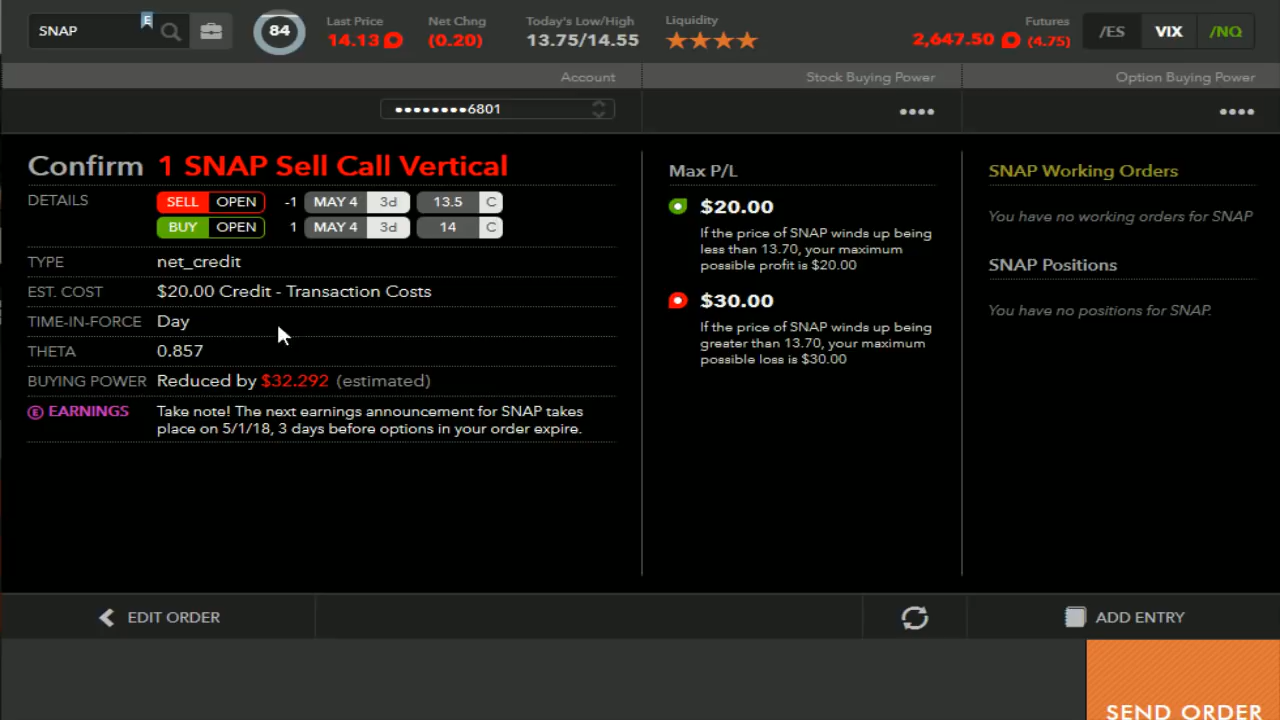 SNAP
E
84
Last Price
14.13
Net Chng
(0.20)
Today's Low/High
13.75/14.55
Liquidity
Futures
2,647.50 (4.75)
/ES
VIX
/NQ
Account
Stock Buying Power
Option Buying Power
••••••••6801
••••
••••
Confirm 1 SNAP Sell Call Vertical
DETAILS SELL OPEN -1 MAY 4 3d 13.5 C
BUY OPEN 1 MAY 4 3d 14 C
TYPE net_credit
EST. COST $20.00 Credit - Transaction Costs
TIME-IN-FORCE Day
THETA 0.857
BUYING POWER Reduced by $32.292 (estimated)
E EARNINGS Take note! The next earnings announcement for SNAP takes
place on 5/1/18, 3 days before options in your order expire.
Max P/L
$20.00
If the price of SNAP winds up being
less than 13.70, your maximum
possible profit is $20.00
$30.00
If the price of SNAP winds up being
greater than 13.70, your maximum
possible loss is $30.00
SNAP Working Orders
You have no working orders for SNAP
SNAP Positions
You have no positions for SNAP.
EDIT ORDER
ADD ENTRY
SEND ORDER